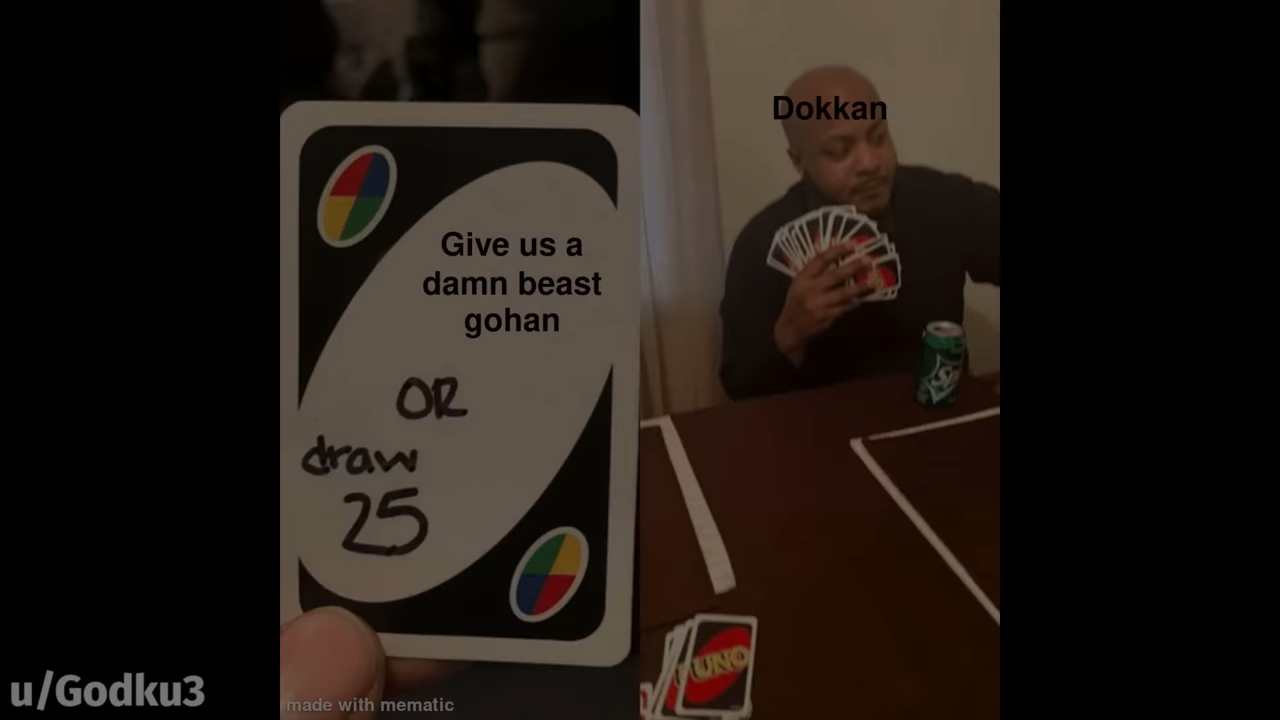 Give us a
damn beast
gohan
OR
draw
25
Dokkan
UNO
u/Godku3
made with mematic